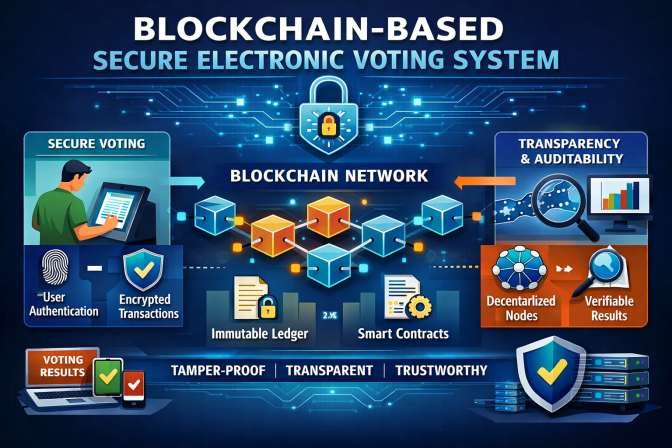 BLOCKCHAIN-BASED
SECURE ELECTRONIC VOTING SYSTEM
SECURE VOTING
BLOCKCHAIN NETWORK
TRANSPARENCY
& AUDITABILITY
User
Authentication
Encrypted
Transactions
Immutable Ledger
Smart Contracts
Decentarlized
Nodes
Verifiable
Results
VOTING
RESULTS
TAMPER-PROOF | TRANSPARENT | TRUSTWORTHY